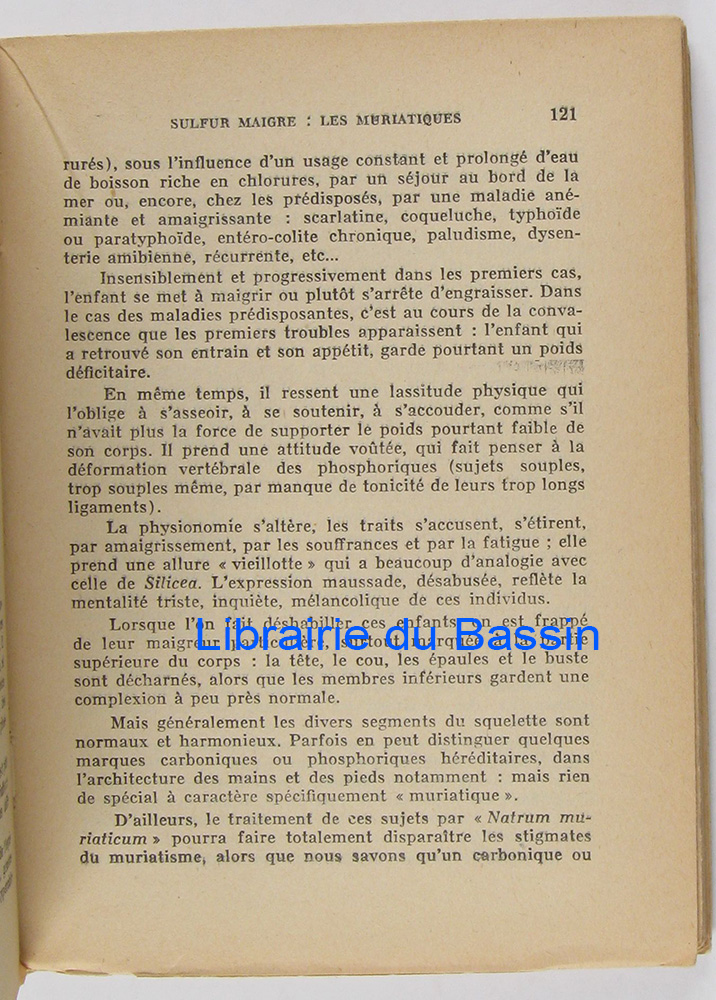 SULFUR MAIGRE : LES MURIATIQUES 121
rurés), sous l'influence d'un usage constant et prolongé d'eau
de boisson riche en chlorures, par un séjour au bord de la
mer ou, encore, chez les prédisposés, par une maladie ané-
miante et amaigrissante : scarlatine, coqueluche, typhoïde
ou paratyphoïde, entéro-colite chronique, paludisme, dysen-
terie amibienne, récurrente, etc...
Insensiblement et progressivement dans les premiers cas,
l'enfant se met à maigrir ou plutôt s'arrête d'engraisser. Dans
le cas des maladies prédisposantes, c'est au cours de la conva-
lescence que les premiers troubles apparaissent : l'enfant qui
a retrouvé son entrain et son appétit, garde pourtant un poids
déficitaire.
En même temps, il ressent une lassitude physique qui
l'oblige à s'asseoir, à se soutenir, à s'accouder, comme s'il
n'avait plus la force de supporter le poids pourtant faible de
son corps. Il prend une attitude voûtée, qui fait penser à la
déformation vertébrale des phosphoriques (sujets souples,
trop souples même, par manque de tonicité de leurs trop longs
ligaments).
La physionomie s'altère, les traits s'accusent, s'étirent,
par amaigrissement, par les souffrances et par la fatigue ; elle
prend une allure « vieillotte » qui a beaucoup d'analogie avec
celle de Silicea. L'expression maussade, désabusée, reflète la
mentalité triste, inquiète, mélancolique de ces individus.
Lorsque l'on fait déshabiller ces enfants, on est frappé
de leur maigreur particulière, surtout marquée à la partie
Librairie du Bassin
supérieure du corps : la tête, le cou, les épaules et le buste
sont décharnés, alors que les membres inférieurs gardent une
complexion à peu près normale.
Mais généralement les divers segments du squelette sont
normaux et harmonieux. Parfois en peut distinguer quelques
marques carboniques ou phosphoriques héréditaires, dans
l'architecture des mains et des pieds notamment : mais rien
de spécial à caractère spécifiquement « muriatique ».
D'ailleurs, le traitement de ces sujets par « Natrum mu-
riaticum » pourra faire totalement disparaître les stigmates
du muriatisme, alors que nous savons qu'un carbonique ou